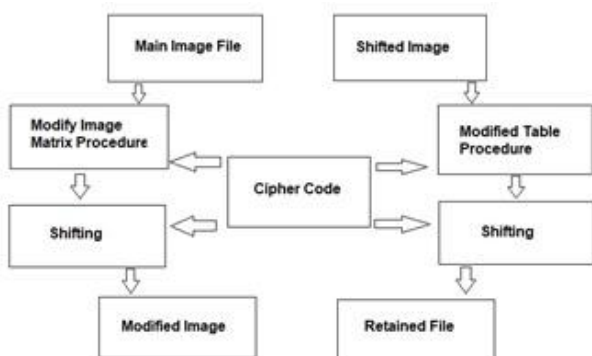 Main Image File
Shifted Image
Modify Image
Matrix Procedure
Modified Table
Procedure
Cipher Code
Shifting
Shifting
Modified Image
Retained File